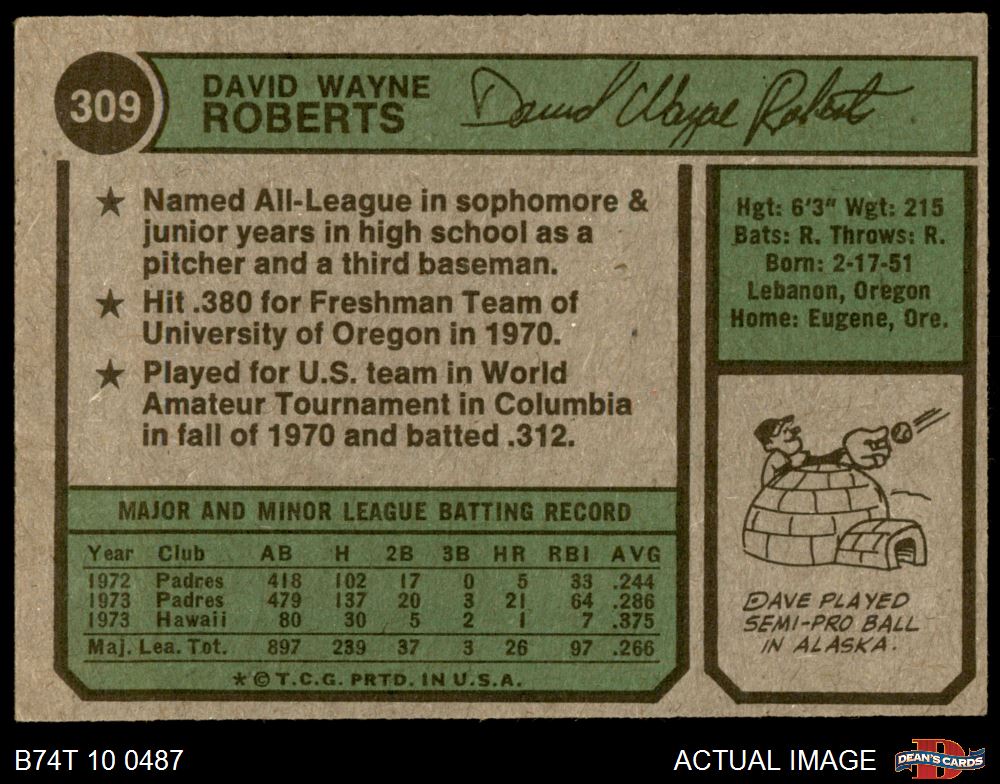 309
DAVID WAYNE
ROBERTS
David Wayne Roberts
★ Named All-League in sophomore &
junior years in high school as a
pitcher and a third baseman.
★ Hit .380 for Freshman Team of
University of Oregon in 1970.
★ Played for U.S. team in World
Amateur Tournament in Columbia
in fall of 1970 and batted .312.
Hgt: 6'3" Wgt: 215
Bats: R. Throws: R.
Born: 2-17-51
Lebanon, Oregon
Home: Eugene, Ore.
MAJOR AND MINOR LEAGUE BATTING RECORD
Year Club AB H 2B 3B HR RBI AVG
1972 Padres 418 102 17 0 5 33 .244
1973 Padres 479 137 20 3 21 64 .286
1973 Hawaii 80 30 5 2 1 7 .375
Maj. Lea. Tot. 897 239 37 3 26 97 .266
* © T.C.G. PRTD. IN U.S.A.
DAVE PLAYED
SEMI-PRO BALL
IN ALASKA.
B74T 10 0487
ACTUAL IMAGE
D
DEAN'S CARDS